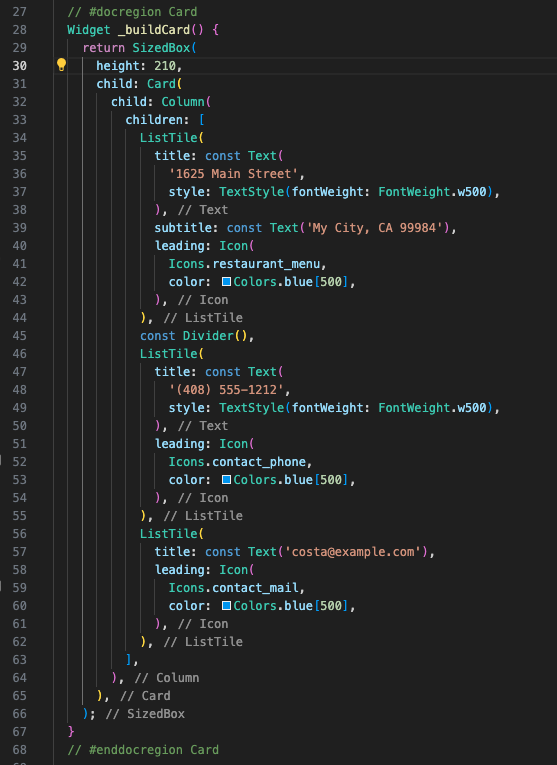 27 // #docregion Card
28 Widget _buildCard() {
29 return SizedBox(
30 height: 210,
31 child: Card(
32 child: Column(
33 children: [
34 ListTile(
35 title: const Text(
36 '1625 Main Street',
37 style: TextStyle(fontWeight: FontWeight.w500),
38 ), // Text
39 subtitle: const Text('My City, CA 99984'),
40 leading: Icon(
41 Icons.restaurant_menu,
42 color: Colors.blue[500],
43 ), // Icon
44 ), // ListTile
45 const Divider(),
46 ListTile(
47 title: const Text(
48 '(408) 555-1212',
49 style: TextStyle(fontWeight: FontWeight.w500),
50 ), // Text
51 leading: Icon(
52 Icons.contact_phone,
53 color: Colors.blue[500],
54 ), // Icon
55 ), // ListTile
56 ListTile(
57 title: const Text('costa@example.com'),
58 leading: Icon(
59 Icons.contact_mail,
60 color: Colors.blue[500],
61 ), // Icon
62 ), // ListTile
63 ],
64 ), // Column
65 ), // Card
66 ); // SizedBox
67 }
68 // #enddocregion Card